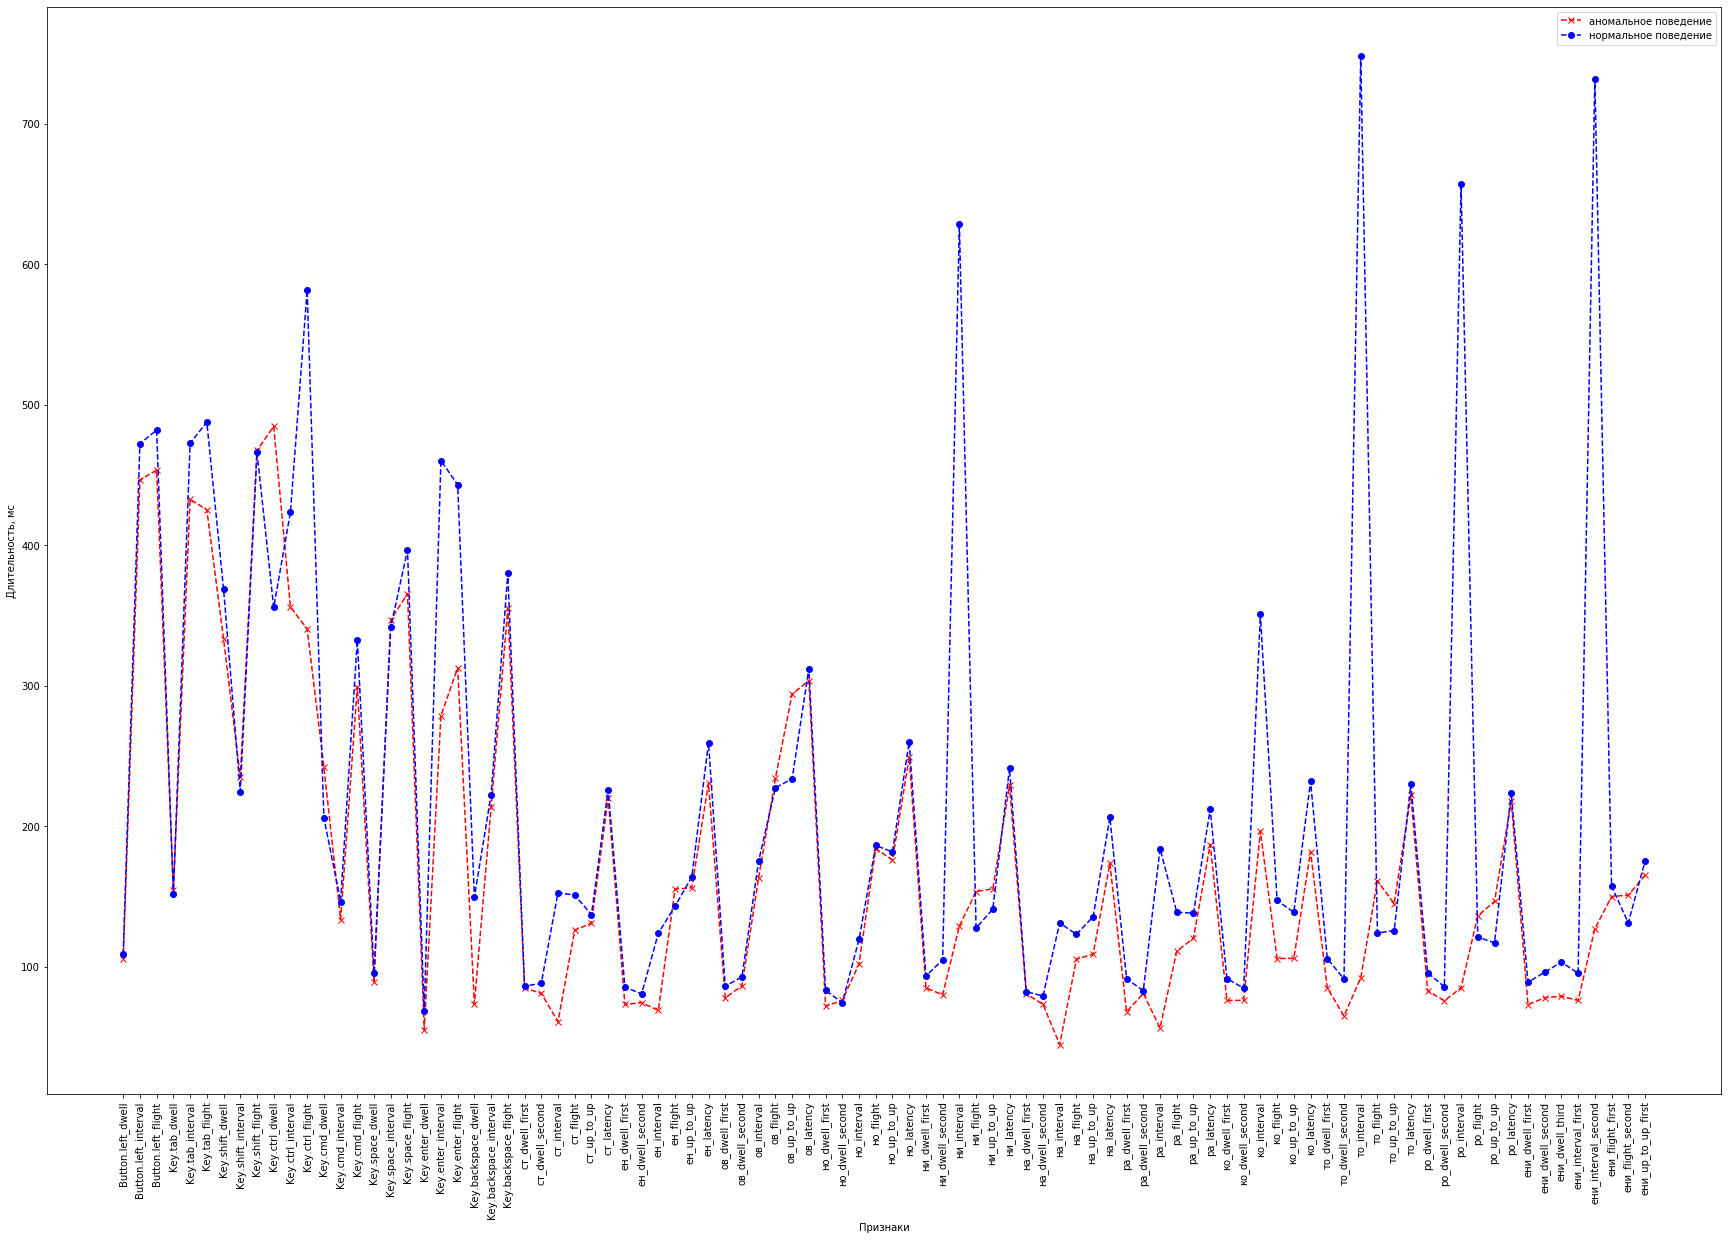 аномальное поведение
нормальное поведение
700
600
500
400
300
200
100
Длительность, мс
Button.left_dwell
Button.left_interval
Button.left_flight
Key.tab_dwell
Key.tab_interval
Key.tab_flight
Key.shift_dwell
Key.shift_interval
Key.shift_flight
Key.ctrl_dwell
Key.ctrl_interval
Key.ctrl_flight
Key.cmd_dwell
Key.cmd_interval
Key.cmd_flight
Key.space_dwell
Key.space_interval
Key.space_flight
Key.enter_dwell
Key.enter_interval
Key.enter_flight
Key.backspace_dwell
Key.backspace_interval
Key.backspace_flight
ст_dwell_first
ст_dwell_second
ст_interval
ст_flight
ст_up_to_up
ст_latency
ен_dwell_first
ен_dwell_second
ен_interval
ен_flight
ен_up_to_up
ен_latency
ов_dwell_first
ов_dwell_second
ов_interval
ов_flight
ов_up_to_up
ов_latency
но_dwell_first
но_dwell_second
но_interval
но_flight
но_up_to_up
но_latency
ни_dwell_first
ни_dwell_second
ни_interval
ни_flight
ни_up_to_up
ни_latency
на_dwell_first
на_dwell_second
на_interval
на_flight
на_up_to_up
на_latency
ра_dwell_first
ра_dwell_second
ра_interval
ра_flight
ра_up_to_up
ра_latency
ко_dwell_first
ко_dwell_second
ко_interval
ко_flight
ко_up_to_up
ко_latency
то_dwell_first
то_dwell_second
то_interval
то_flight
то_up_to_up
то_latency
ро_dwell_first
ро_dwell_second
ро_interval
ро_flight
ро_up_to_up
ро_latency
ени_dwell_first
ени_dwell_second
ени_dwell_third
ени_interval_first
ени_interval_second
ени_flight_first
ени_flight_second
ени_up_to_up_first
Признаки